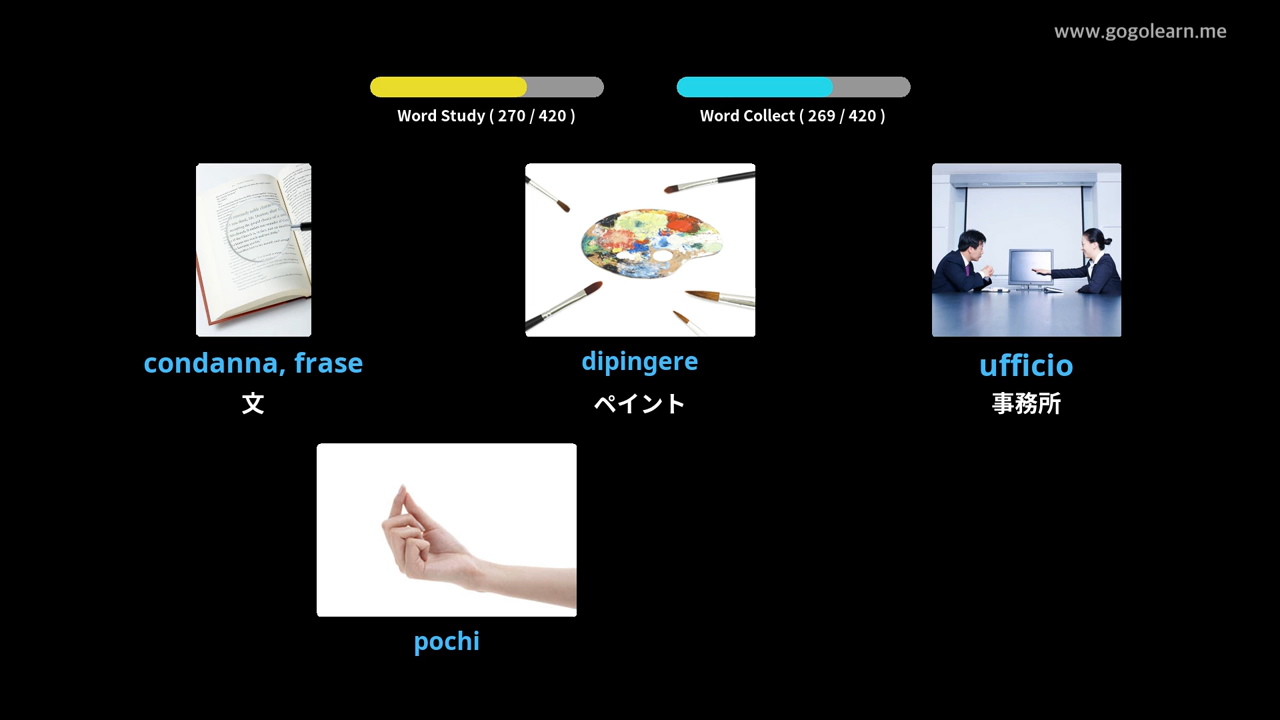 www.gogolearn.me
Word Study ( 270 / 420 )
Word Collect ( 269 / 420 )
condanna, frase
文
dipingere
ペイント
ufficio
事務所
pochi